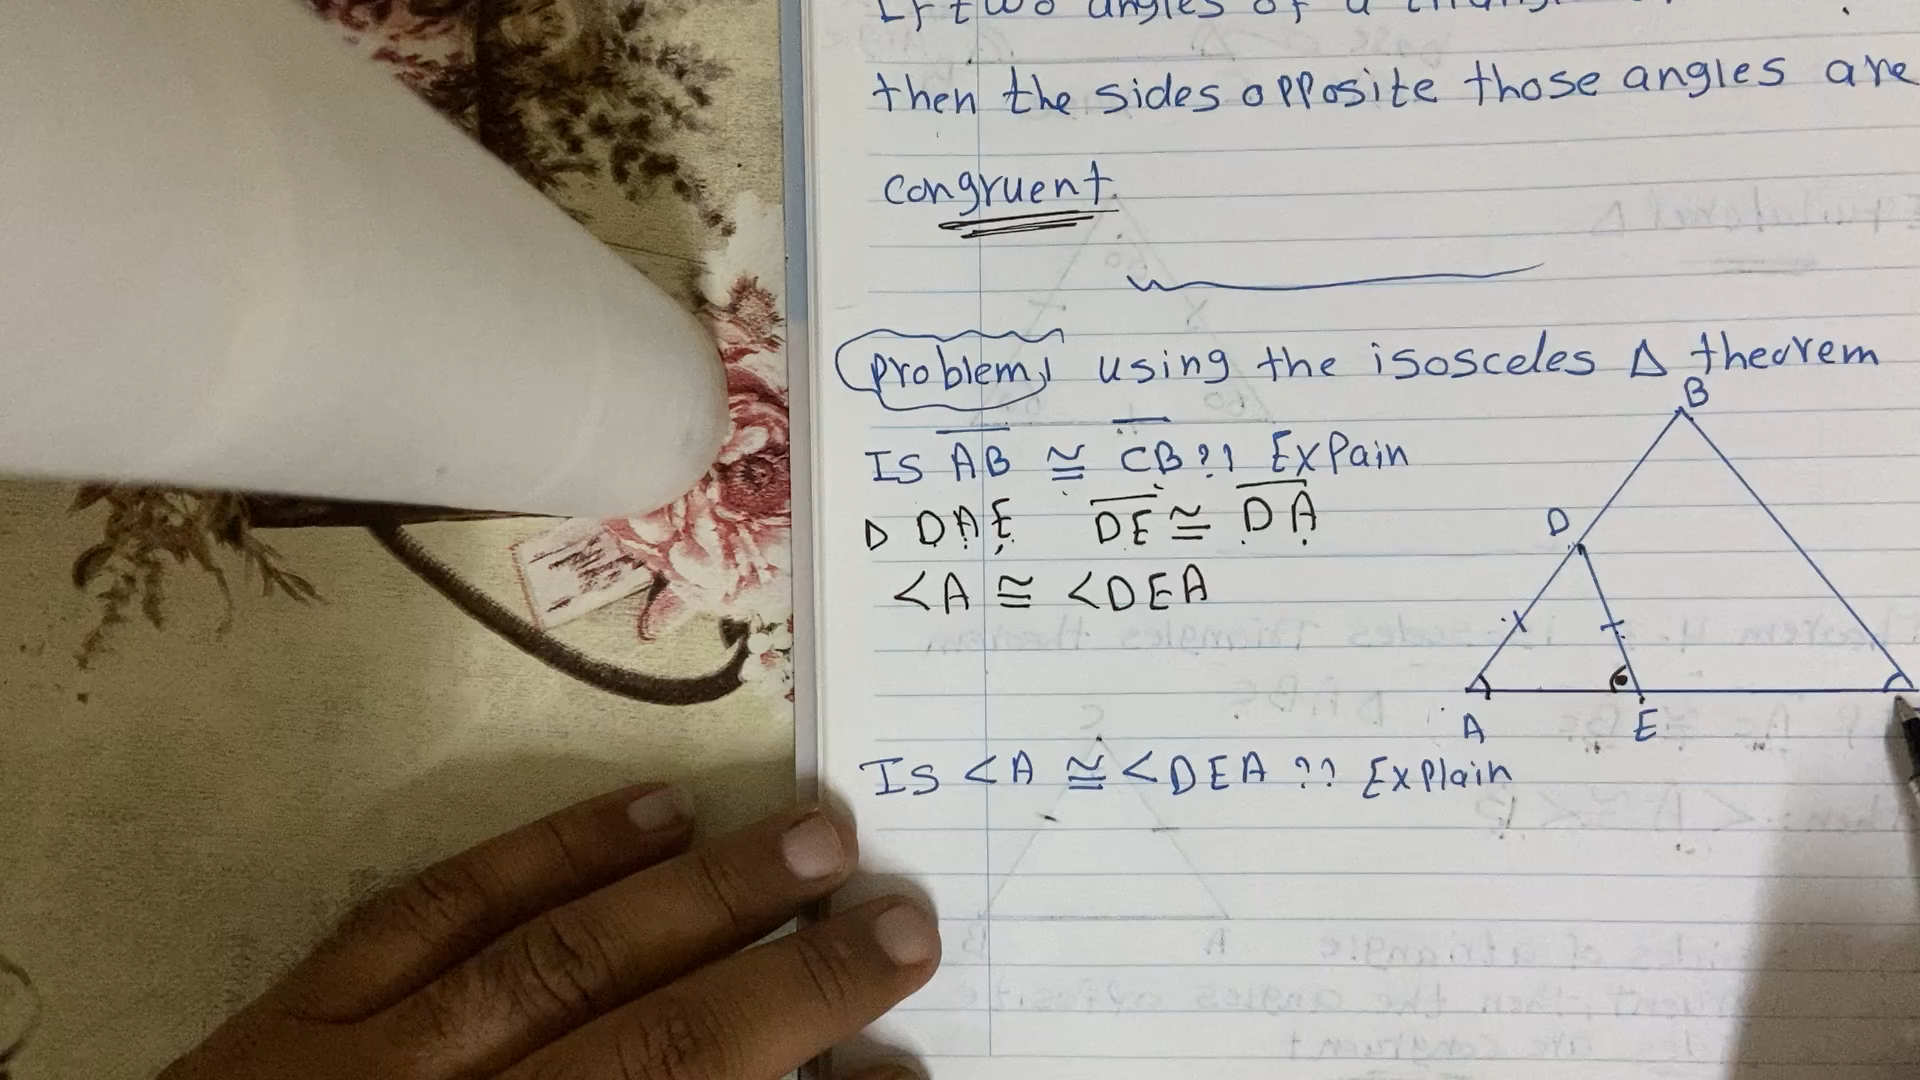 then the sides opposite those angles are
congruent
Problem, using the isosceles Δ theorem
Is AB ≅ CB?? ExPain
Δ DAE DE ≅ DA
<A ≅ <DEA
B
D
A E
Is <A ≅ <DEA ?? Explain